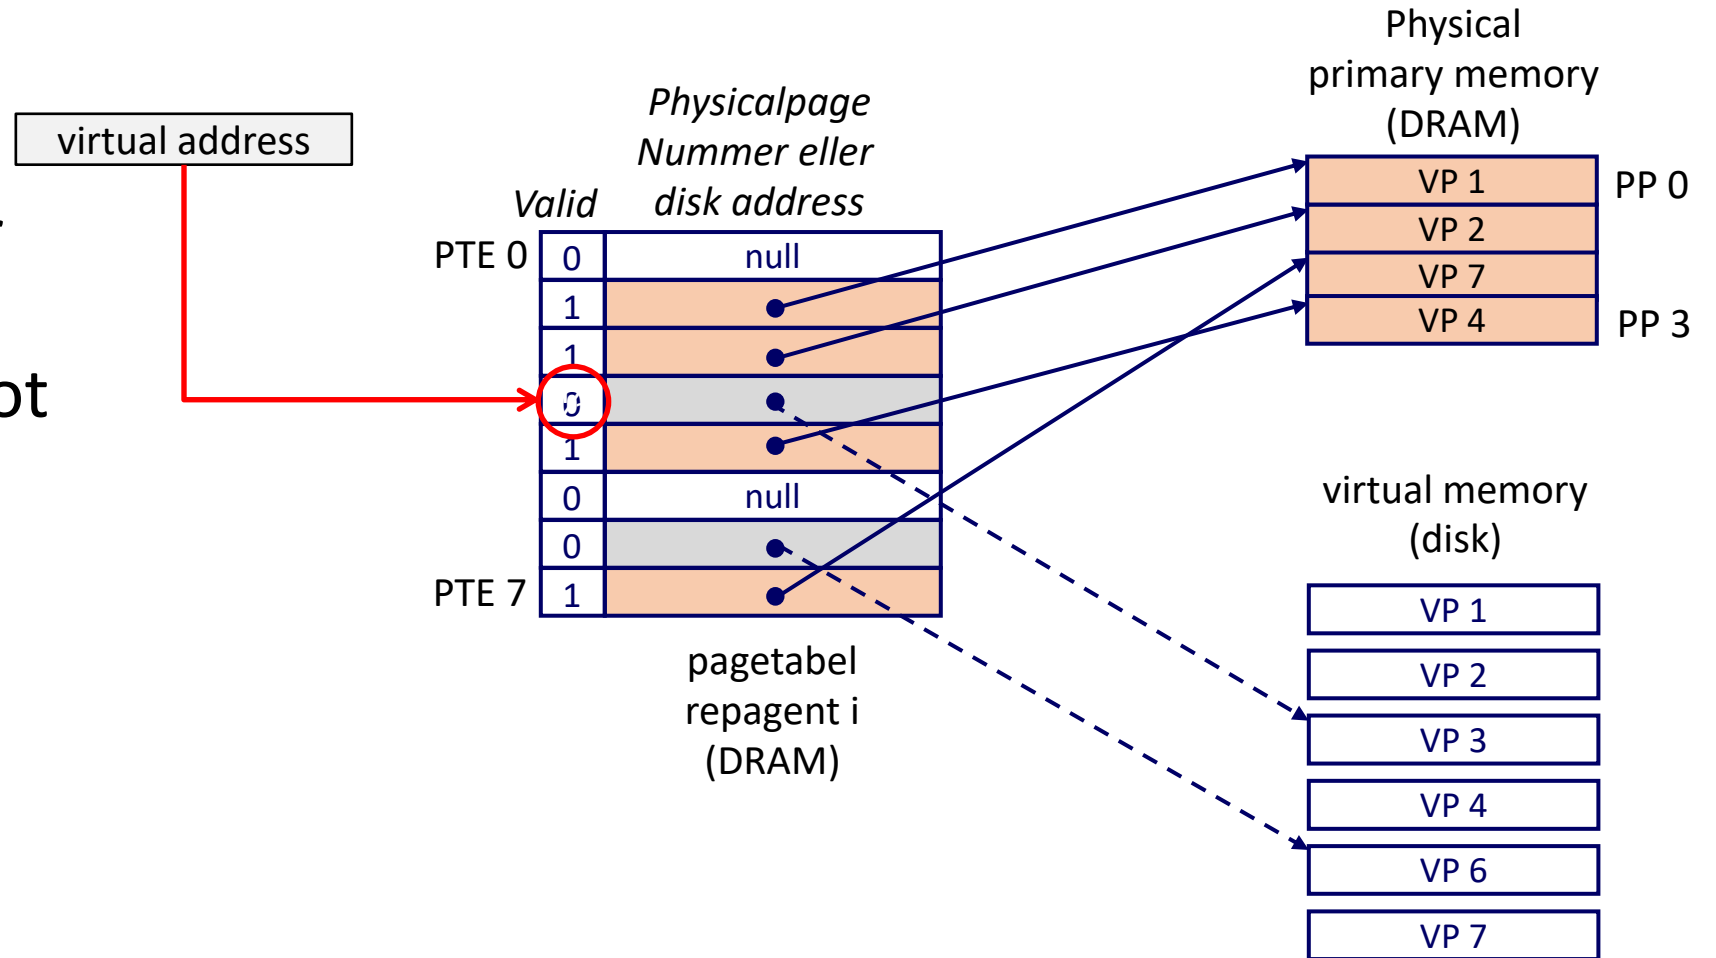 Physical
primary memory
(DRAM)
virtual address
Physicalpage
Nummer eller
disk address
Valid
PTE 0
0 null
1
1
0
1
0 null
0
PTE 7 1
pagetabel
repagent i
(DRAM)
VP 1 PP 0
VP 2
VP 7
VP 4 PP 3
ot
virtual memory
(disk)
VP 1
VP 2
VP 3
VP 4
VP 6
VP 7